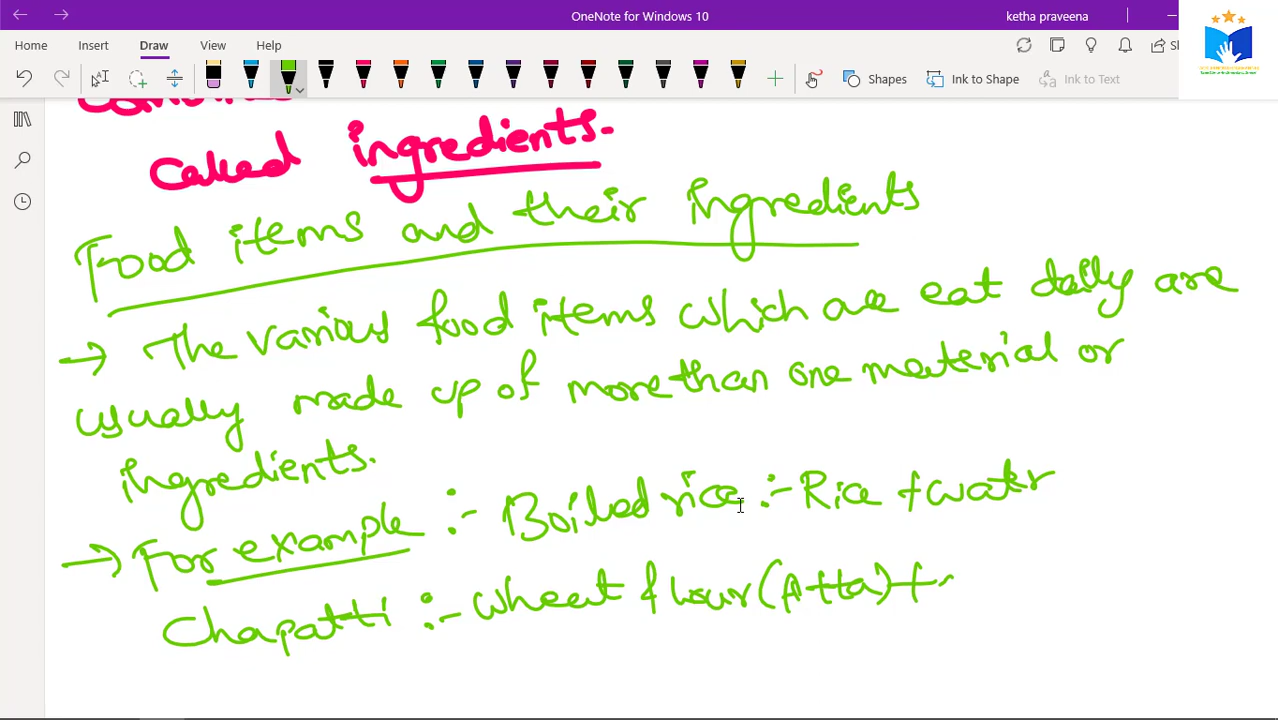 OneNote for Windows 10
ketha praveena
Home Insert Draw View Help
Shapes Ink to Shape Ink to Text
called ingredients.
Food items and their ingredients
→ The various food items which are eat daily are
usually made up of more than one material or
ingredients.
→ For example :- Boiled rice :- Rice + water
Chapatti :- wheat flour (Atta) +